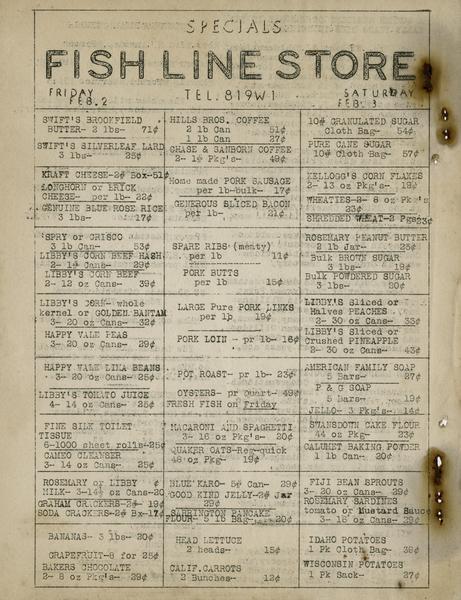 SPECIALS
FISH LINE STORE
FRIDAY
FEB. 2
TEL. 819W1
SATURDAY
FEB. 3
SWIFT'S BROOKFIELD
BUTTER- 2 lbs- 71¢
SWIFT'S SILVERLEAF LARD
3 lbs- 25¢
KRAFT CHEESE-2# Box-51¢
LONGHORN or BRICK
CHEESE- per lb- 22¢
GENUINE BLUE ROSE RICE
3 lbs- 17¢
SPRY or CRISCO
3 lb Can- 53¢
LIBBY'S CORN BEEF HASH
2- 1# Cans- 29¢
LIBBY'S CORN BEEF
2- 12 oz Cans- 39¢
LIBBY'S CORN- whole
kernel or GOLDEN BANTAM
3- 20 oz Cans- 32¢
HAPPY VALE PEAS
3- 20 oz Cans- 29¢
HAPPY VALE LIMA BEANS
3- 20 oz Cans- 25¢
LIBBY'S TOMATO JUICE
4- 14 oz Cans- 25¢
FINE SILK TOILET
TISSUE
6-1000 sheet rolls-25¢
CAMEO CLEANSER
3- 14 oz Cans- 25¢
ROSEMARY or LIBBY
MILK- 3-14½ oz Cans-20¢
GRAHAM CRACKERS-2# 19¢
SODA CRACKERS-2# Bx-17¢
BANANAS- 3 lbs- 20¢
GRAPEFRUIT-8 for 25¢
BAKERS CHOCOLATE
2- 8 oz Pkg's- 29¢
HILLS BROS. COFFEE
2 lb Can 51¢
1 lb Can 27¢
CHASE & SANBORN COFFEE
2- 1# Pkg's- 49¢
Home made PORK SAUSAGE
per lb-bulk- 17¢
GENEROUS SLICED BACON
per lb- 21¢
SPARE RIBS- (meaty)
per lb 11¢
PORK BUTTS
per lb 15¢
LARGE Pure PORK LINKS
per lb 19¢
PORK LOIN - pr lb- 16¢
POT ROAST- pr lb- 23¢
OYSTERS- pr Quart- 49¢
FRESH FISH on Friday
MACARONI AND SPAGHETTI
3- 16 oz Pkg's- 20¢
QUAKER OATS-Reg-quick
48 oz Pkg- 19¢
BLUE KARO- 5# Can- 29¢
GOOD KIND JELLY-2# Jar
29¢
BARRINGTON PANCAKE
FLOUR- 5 lb Bag- 20¢
HEAD LETTUCE
2 heads- 15¢
CALIF. CARROTS
2 Bunches- 12¢
10# GRANULATED SUGAR
Cloth Bag- 54¢
PURE CANE SUGAR
10# Cloth Bag- 57¢
KELLOGG'S CORN FLAKES
2- 13 oz Pkg's- 19¢
WHEATIES-2- 8 oz Pkg's
23¢
SHREDDED WHEAT-2 Pgs23¢
ROSEMARY PEANUT BUTTER
2 lb Jar- 25¢
Bulk BROWN SUGAR
3 lbs- 19¢
Bulk POWDERED SUGAR
3 lbs- 20¢
LIBBY'S Sliced or
Halves PEACHES
2- 30 oz Cans- 33¢
LIBBY'S Sliced or
Crushed PINEAPPLE
2- 30 oz Cans- 43¢
AMERICAN FAMILY SOAP
5 Bars- 27¢
P & G SOAP
5 Bars- 19¢
JELLO- 3 Pkg's- 14¢
SWANSDOWN CAKE FLOUR
44 oz Pkg- 23¢
CALUMET BAKING POWDER
1 lb Can- 20¢
FIJI BEAN SPROUTS
3- 20 oz Cans- 29¢
ROSEMARY SARDINES
tomato or Mustard Sauce
3- 15 oz Cans- 29¢
IDAHO POTATOES
1 Pk Cloth Bag- 39¢
WISCONSIN POTATOES
1 Pk Sack- 27¢